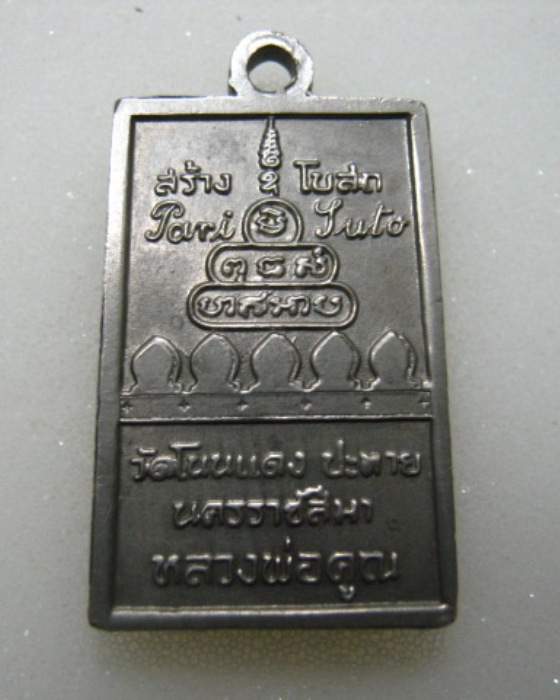 สร้าง โบสถ
Pari Suto
วัดโนนแดง ประทาย
นครราชสีมา
หลวงพ่อคูณ